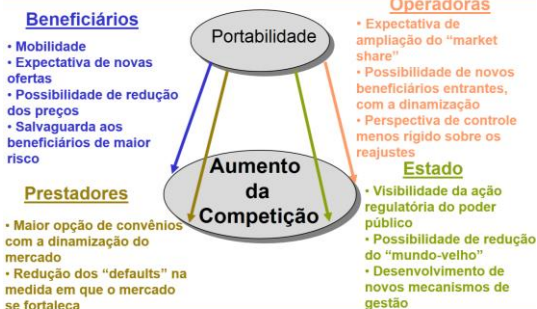 Beneficiários
• Mobilidade
• Expectativa de novas
ofertas
• Possibilidade de redução
dos preços
• Salvaguarda aos
beneficiários de maior
risco
Portabilidade
Operadoras
• Expectativa de
ampliação do “market
share”
• Possibilidade de novos
beneficiários entrantes,
com a dinamização
• Perspectiva de controle
menos rigido sobre os
reajustes
Prestadores
• Maior opção de convênios
com a dinamização do
mercado
• Redução dos “defaults” na
medida em que o mercado
se fortaleça
Aumento
da
Competição
Estado
• Visibilidade da ação
regulatória do poder
público
• Possibilidade de redução
do “mundo-velho”
• Desenvolvimento de
novos mecanismos de
gestão